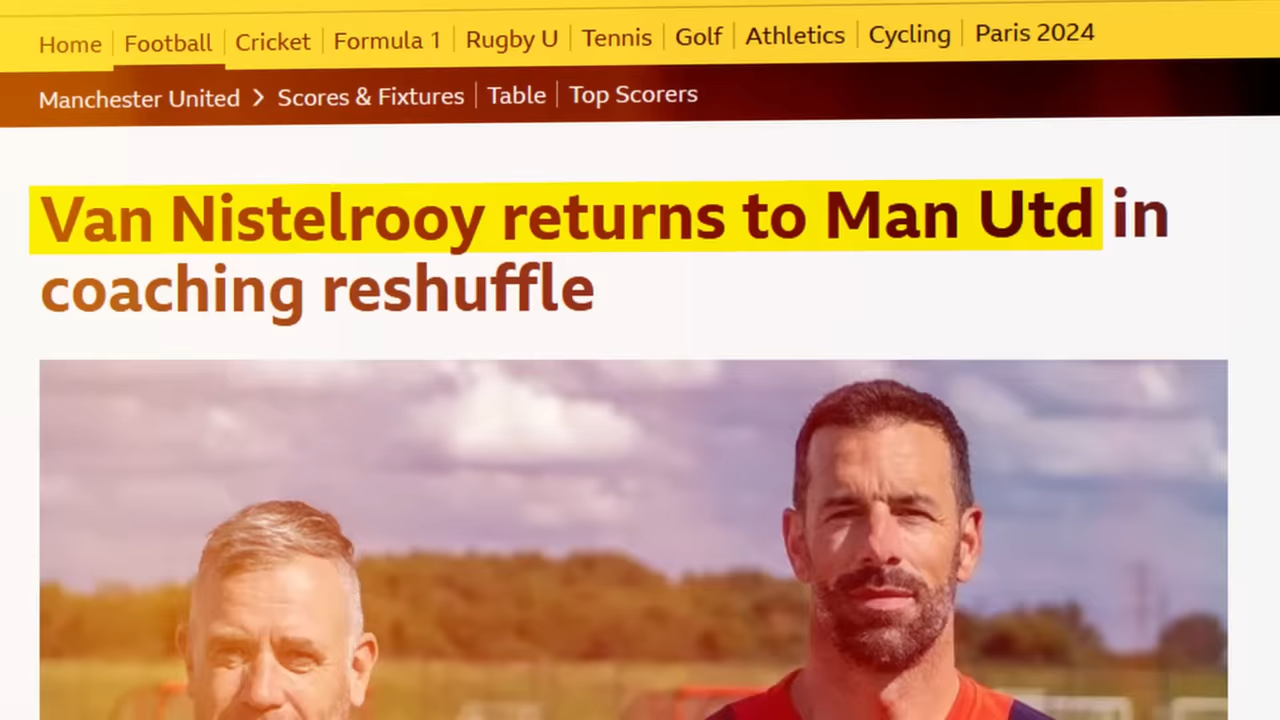 Home Football Cricket Formula 1 Rugby U Tennis Golf Athletics Cycling Paris 2024
Manchester United > Scores & Fixtures Table Top Scorers
Van Nistelrooy returns to Man Utd in
coaching reshuffle